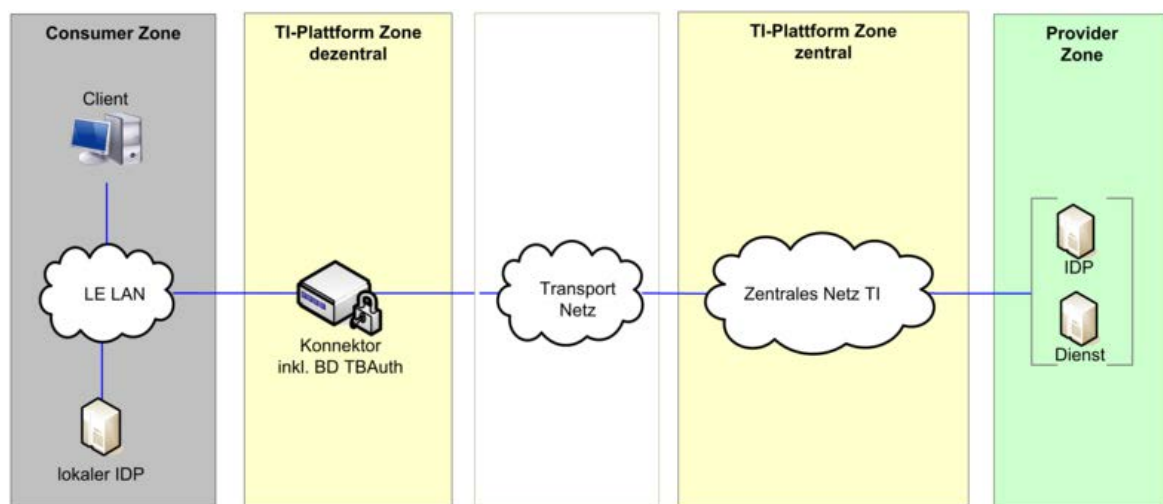 Consumer Zone
TI-Plattform Zone
dezentral
TI-Plattform Zone
zentral
Provider
Zone
Client
LE LAN
lokaler IDP
Konnektor
inkl. BD TBAuth
Transport
Netz
Zentrales Netz TI
IDP
Dienst